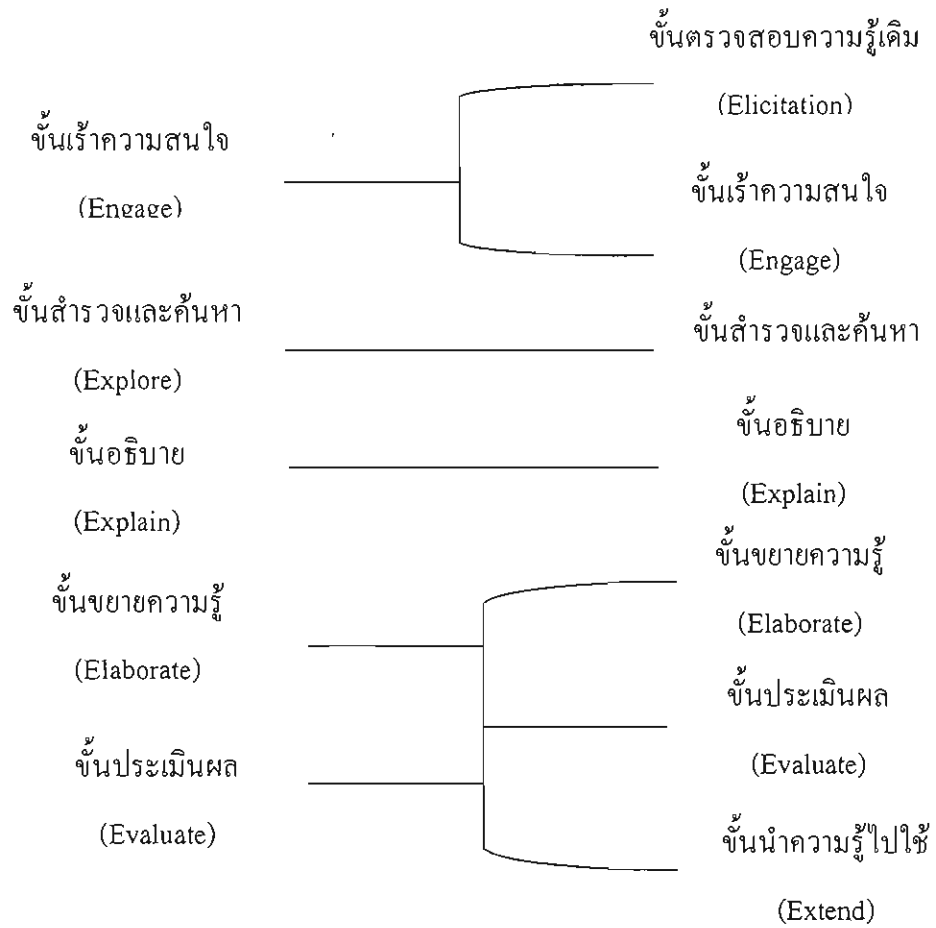 ขั้นเร้าความสนใจ
(Engage)
ขั้นสำรวจและค้นหา
(Explore)
ขั้นอธิบาย
(Explain)
ขั้นขยายความรู้
(Elaborate)
ขั้นประเมินผล
(Evaluate)
ขั้นตรวจสอบความรู้เดิม
(Elicitation)
ขั้นเร้าความสนใจ
(Engage)
ขั้นสำรวจและค้นหา
ขั้นอธิบาย
(Explain)
ขั้นขยายความรู้
(Elaborate)
ขั้นประเมินผล
(Evaluate)
ขั้นนำความรู้ไปใช้
(Extend)